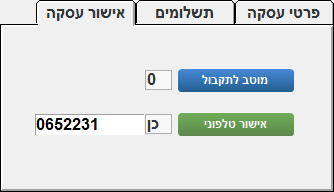 פרטי עסקה תשלומים אישור עסקה
מוטב לתקבול 0
אישור טלפוני כן 0652231